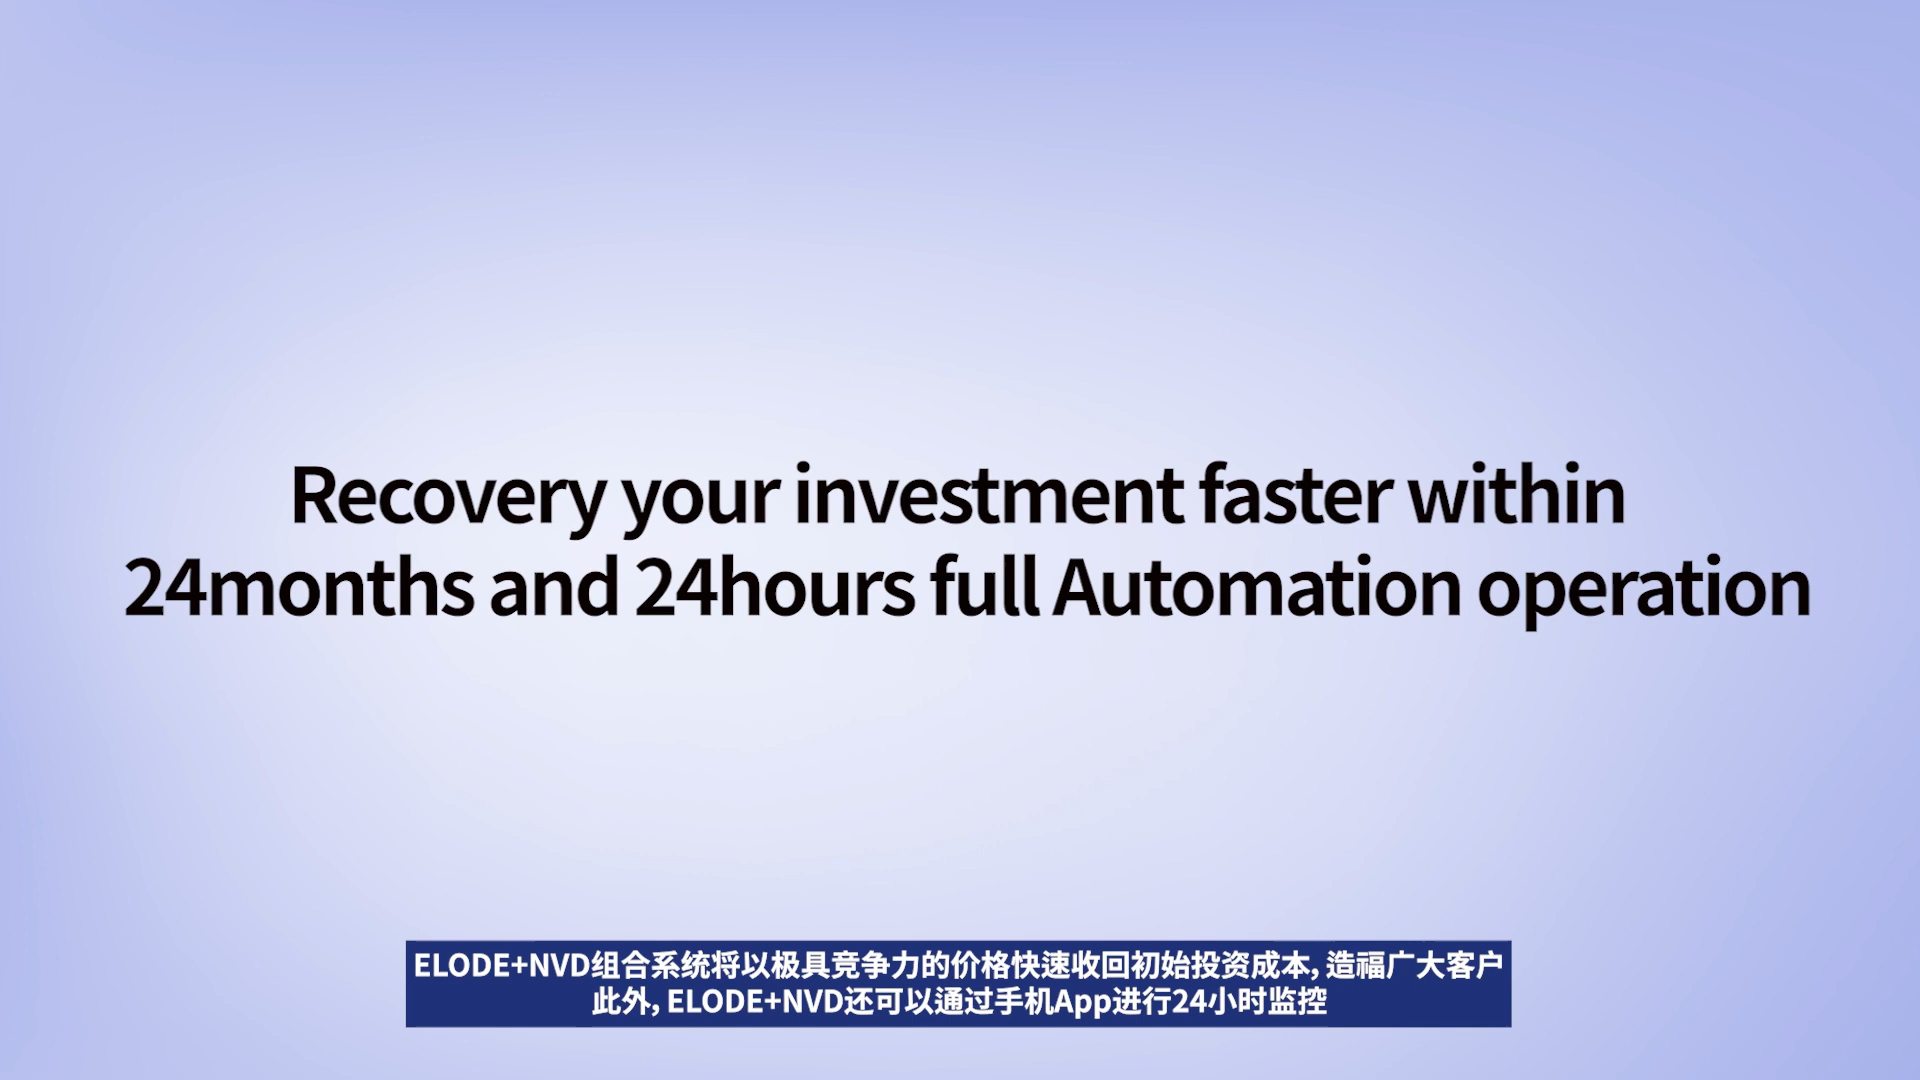 Recovery your investment faster within
24months and 24hours full Automation operation
ELODE+NVD组合系统将以极具竞争力的价格快速收回初始投资成本, 造福广大客户
此外, ELODE+NVD还可以通过手机App进行24小时监控